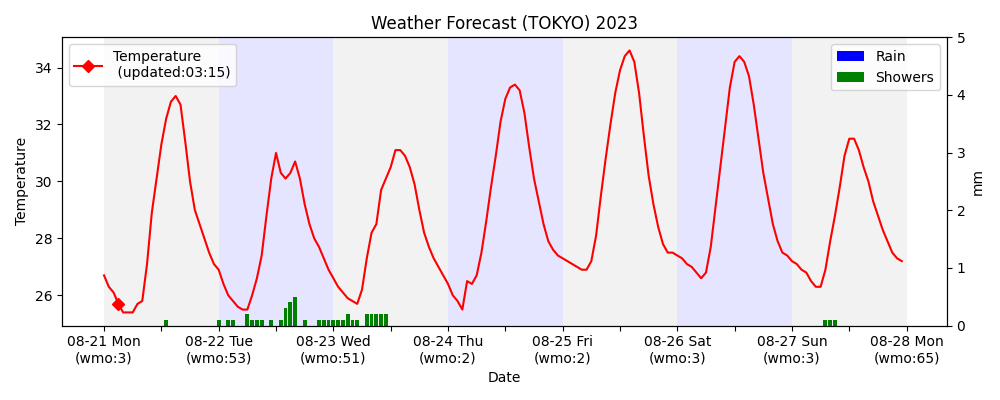 Weather Forecast (TOKYO) 2023
Temperature
(updated:03:15)
Rain
Showers
34
32
30
28
26
Temperature
5
4
3
2
1
0
mm
08-21 Mon
(wmo:3)
08-22 Tue
(wmo:53)
08-23 Wed
(wmo:51)
08-24 Thu
(wmo:2)
08-25 Fri
(wmo:2)
08-26 Sat
(wmo:3)
08-27 Sun
(wmo:3)
08-28 Mon
(wmo:65)
Date